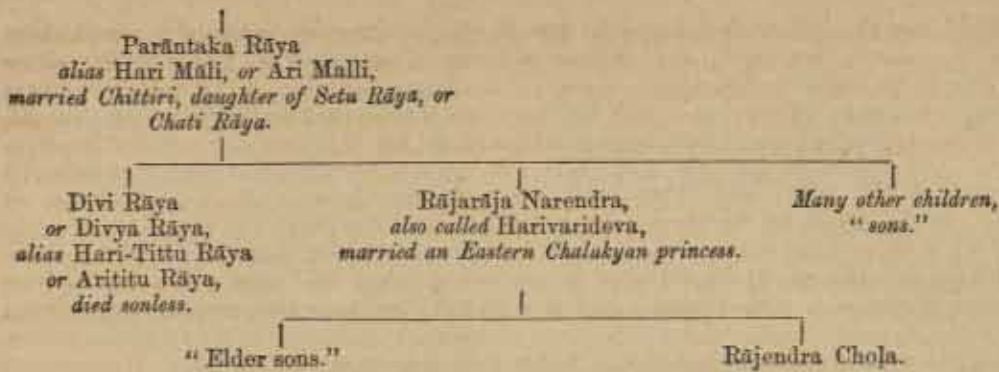 Parāntaka Rāya
alias Hari Māli, or Ari Malli,
married Chittiri, daughter of Setu Rāya, or
Chati Rāya.
Divi Rāya
or Divya Rāya,
alias Hari-Tittu Rāya
or Arititu Rāya,
died sonless.
Rājarāja Narendra,
also called Harivarideva,
married an Eastern Chalukyan princess.
Many other children,
"sons."
"Elder sons."
Rājendra Choḷa.